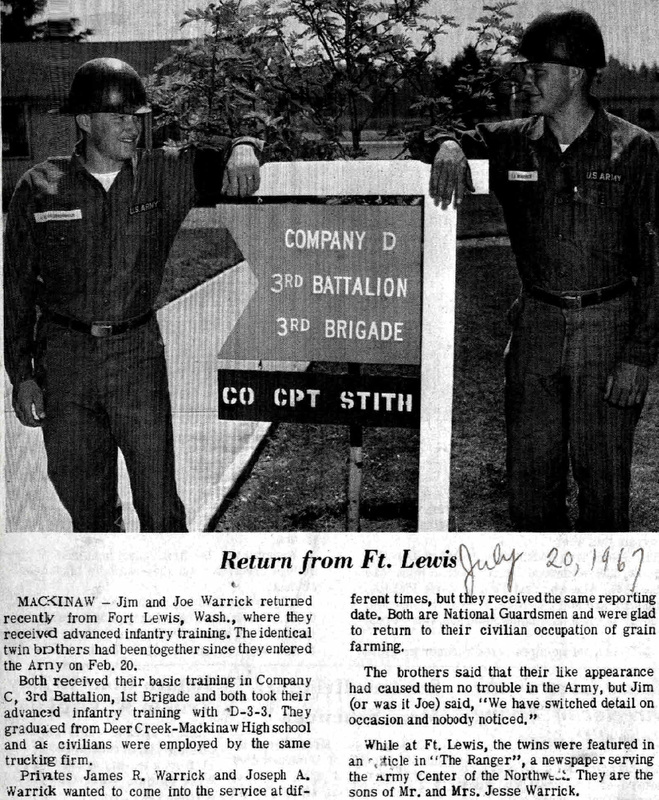 U.S. ARMY
U.S. ARMY
COMPANY D
3RD BATTALION
3RD BRIGADE
CO CPT STITH
Return from Ft. Lewis July 20, 1967
MACKINAW — Jim and Joe Warrick returned
recently from Fort Lewis, Wash., where they
received advanced infantry training. The identical
twin brothers had been together since they entered
the Army on Feb. 20.
Both received their basic training in Company
C, 3rd Battalion, 1st Brigade and both took their
advanced infantry training with D-3-3. They
graduated from Deer Creek-Mackinaw High school
and as civilians were employed by the same
trucking firm.
Privates James R. Warrick and Joseph A.
Warrick wanted to come into the service at dif-
ferent times, but they received the same reporting
date. Both are National Guardsmen and were glad
to return to their civilian occupation of grain
farming.
The brothers said that their like appearance
had caused them no trouble in the Army, but Jim
(or was it Joe) said, "We have switched detail on
occasion and nobody noticed."
While at Ft. Lewis, the twins were featured in
an article in "The Ranger", a newspaper serving
the Army Center of the Northwest. They are the
sons of Mr. and Mrs. Jesse Warrick.